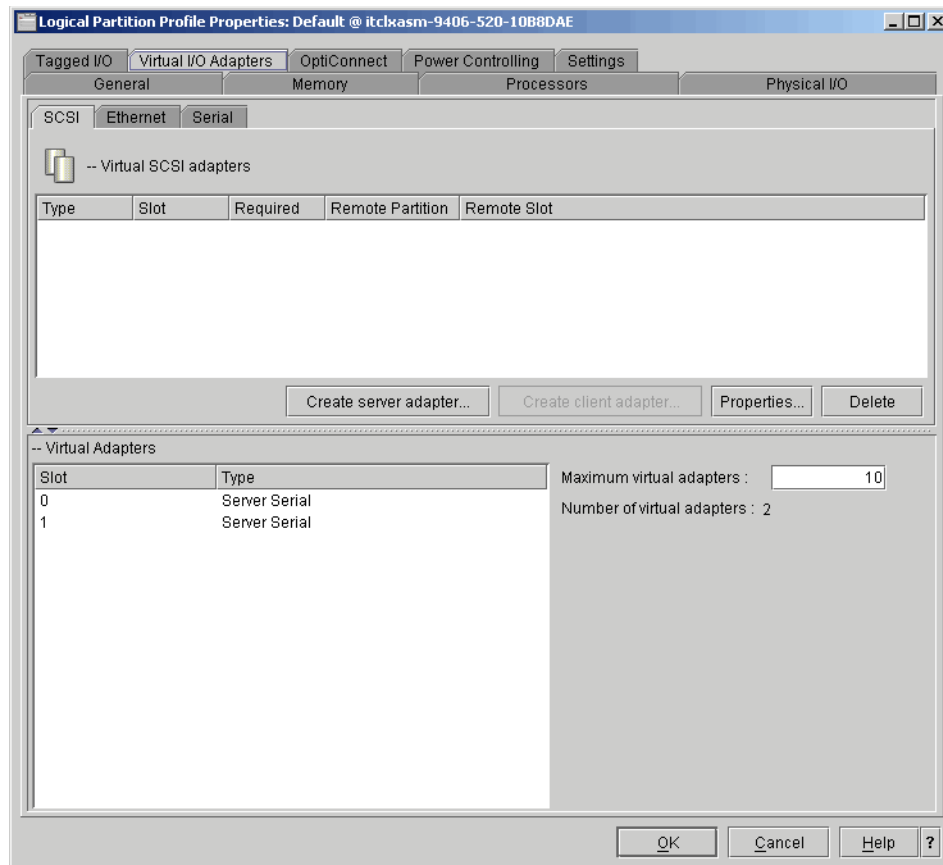 Logical Partition Profile Properties: Default @ itclxasm-9406-520-10B8DAE
Tagged I/O Virtual I/O Adapters OptiConnect Power Controlling Settings
General Memory Processors Physical I/O
SCSI Ethernet Serial
-- Virtual SCSI adapters
Type Slot Required Remote Partition Remote Slot
Create server adapter... Create client adapter... Properties... Delete
-- Virtual Adapters
Slot Type Maximum virtual adapters : 10
0 Server Serial Number of virtual adapters : 2
1 Server Serial
OK Cancel Help ?